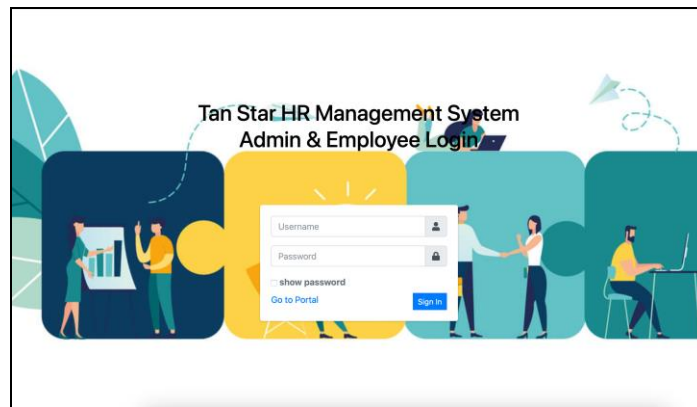 Tan Star HR Management System
Admin & Employee Login
Username
Password
show password
Go to Portal
Sign In